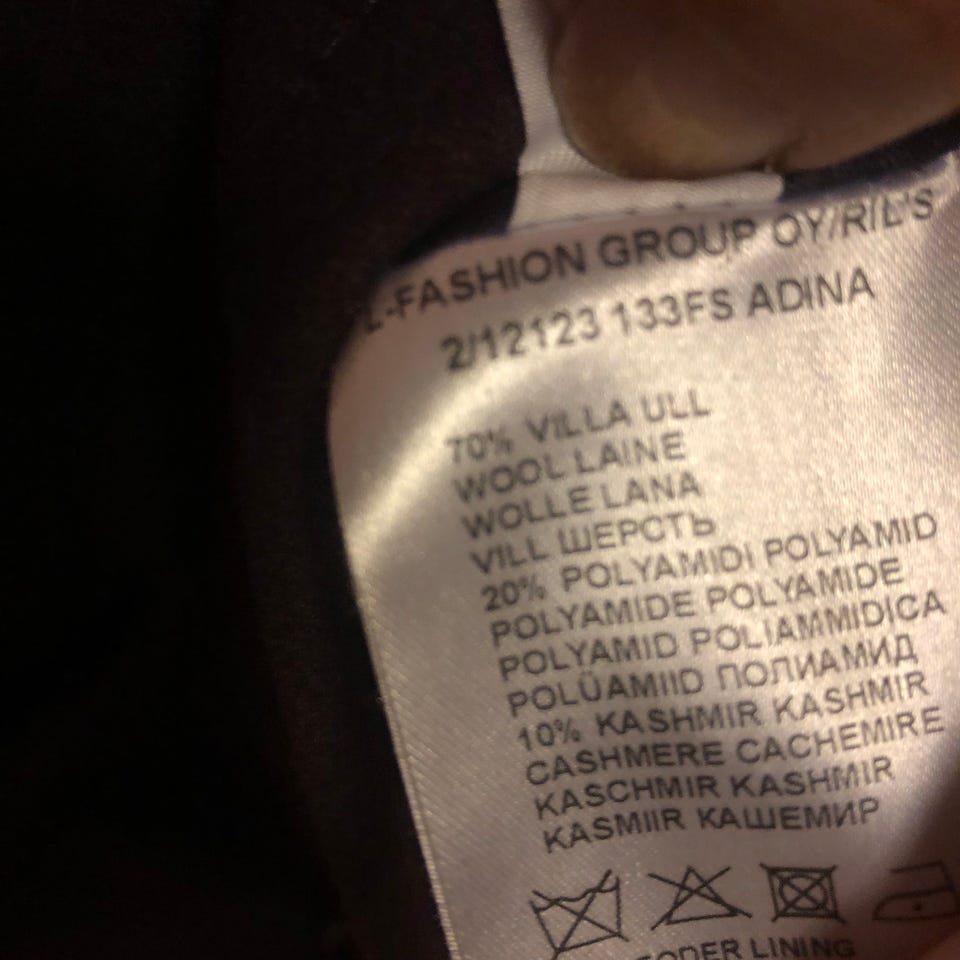 L-FASHION GROUP OY/RIL'S
2/12123 133FS ADINA
70% VILLA ULL
WOOL LAINE
WOLLE LANA
VILL ШЕРСТЬ
20% POLYAMIDI POLYAMID
POLYAMIDE POLYAMIDE
POLYAMID POLIAMMIDICA
POLÜAMIID ПОЛИАМИД
10% KASHMIR KASHMIR
CASHMERE CACHEMIRE
KASCHMIR KASHMIR
KASMIIR КАШЕМИР
LINING